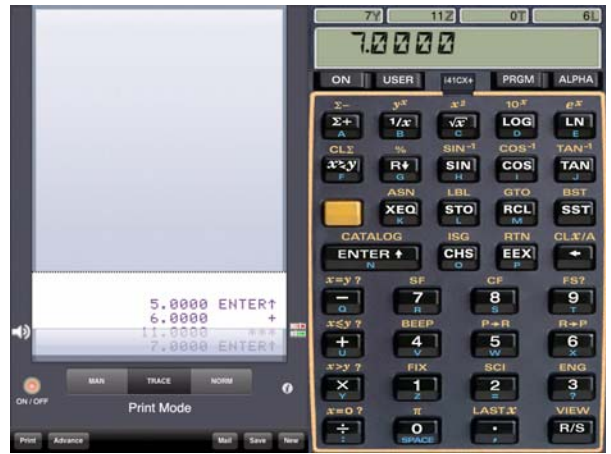 5.0000 ENTER↑
6.0000 +
11.0000 ***
7.0000 ENTER↑
ON / OFF
MAN TRACE NORM
Print Mode
Print Advance Mail Save New
7Y 11Z 0T 6L
7.0000
ON USER i41CX+ PRGM ALPHA
Σ− yˣ x² 10ˣ eˣ
Σ+ 1/x √x LOG LN
A B C D E
CLΣ % SIN⁻¹ COS⁻¹ TAN⁻¹
x≷y R↓ SIN COS TAN
F G H I J
ASN LBL GTO BST
XEQ STO RCL SST
K L M
CATALOG ISG RTN CLx/A
ENTER ↑ CHS EEX ←
N O P
x=y ? SF CF FS?
− 7 8 9
Q R S T
x≤y ? BEEP P→R R→P
+ 4 5 6
U V W X
x>y ? FIX SCI ENG
× 1 2 3
Y Z = ?
x=0 ? π LAST x VIEW
÷ 0 . R/S
: SPACE ,